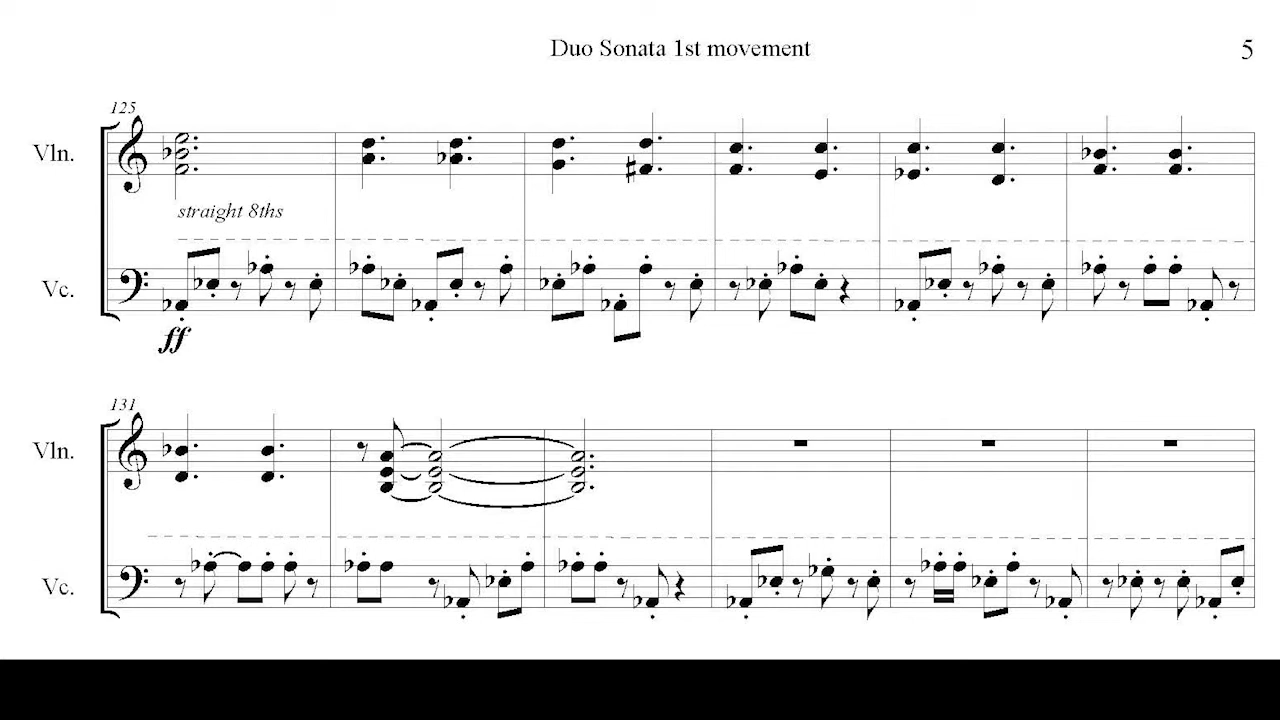 Duo Sonata 1st movement
5
125
Vln.
straight 8ths
Vc.
ff
131
Vln.
Vc.